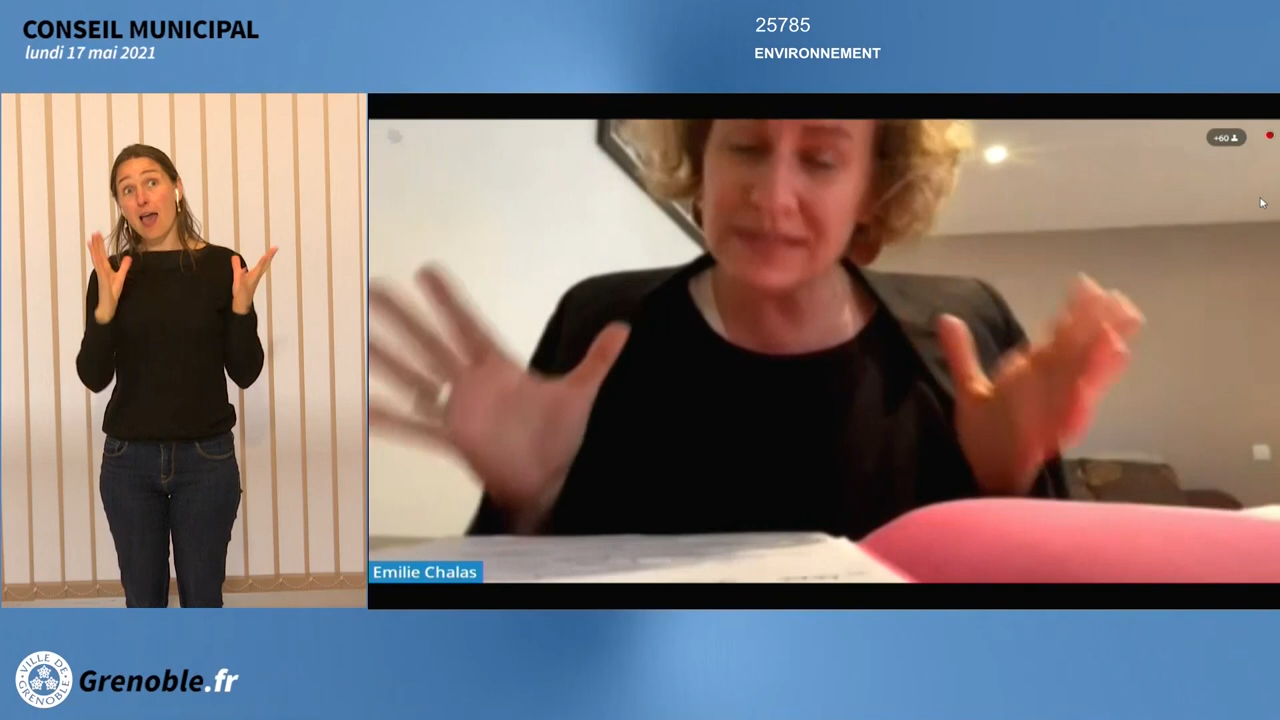 CONSEIL MUNICIPAL
lundi 17 mai 2021
25785
ENVIRONNEMENT
+60
Emilie Chalas
VILLE DE
GRENOBLE
Grenoble.fr